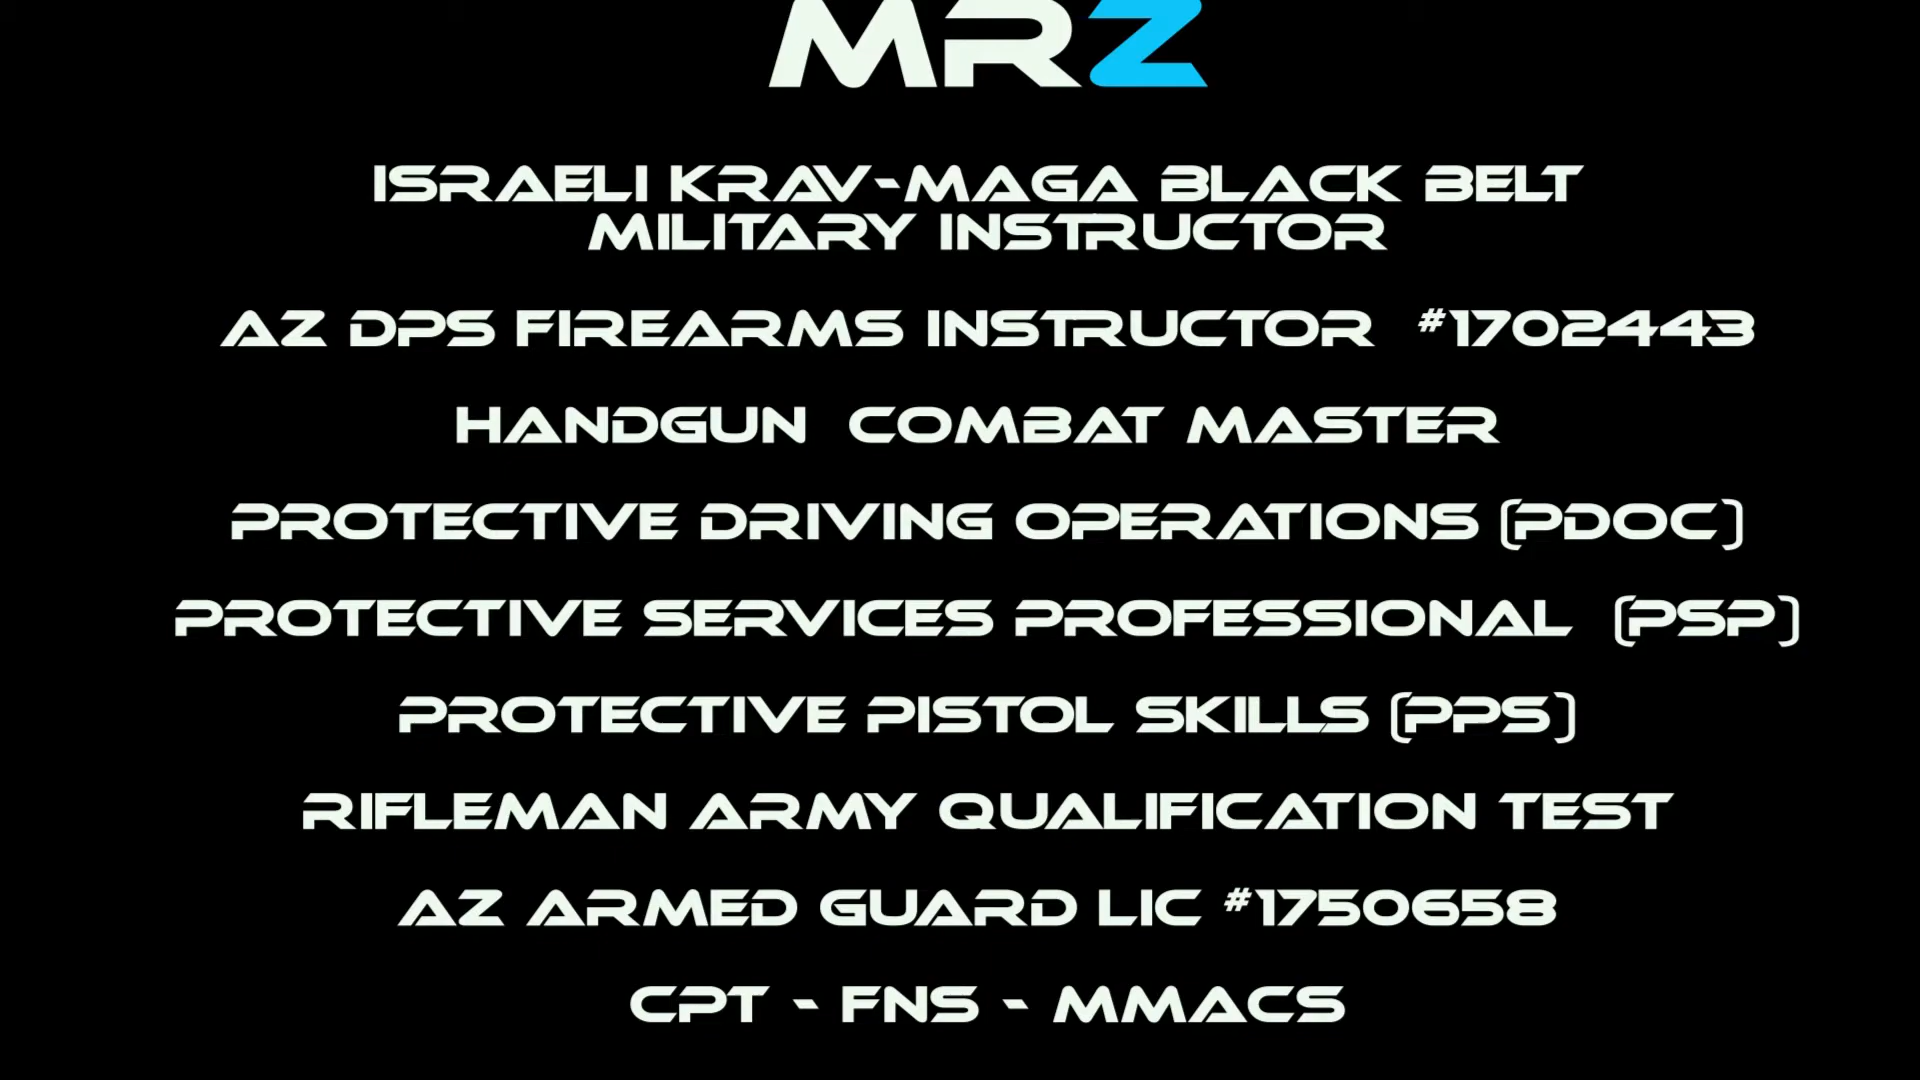 MRZ
ISRAELI KRAV-MAGA BLACK BELT
MILITARY INSTRUCTOR
AZ DPS FIREARMS INSTRUCTOR #1702443
HANDGUN COMBAT MASTER
PROTECTIVE DRIVING OPERATIONS (PDOC)
PROTECTIVE SERVICES PROFESSIONAL (PSP)
PROTECTIVE PISTOL SKILLS (PPS)
RIFLEMAN ARMY QUALIFICATION TEST
AZ ARMED GUARD LIC #1750658
CPT - FNS - MMACS